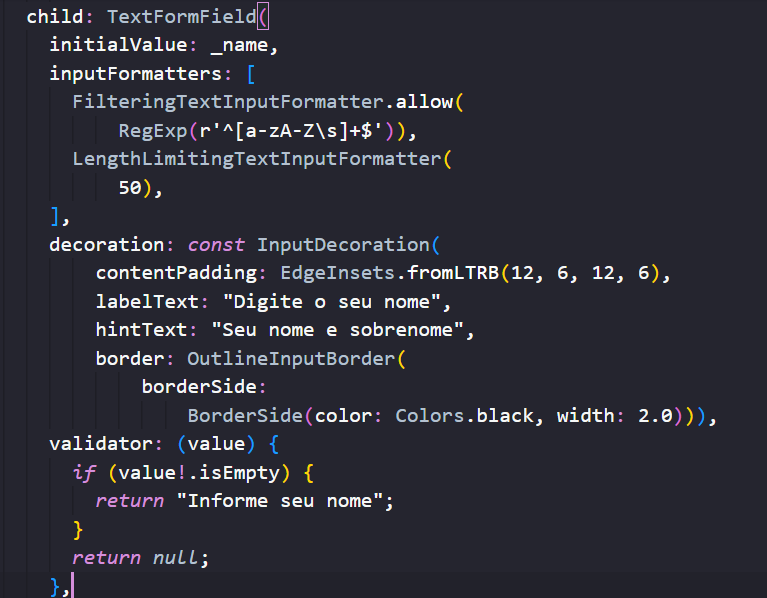 child: TextFormField(
initialValue: _name,
inputFormatters: [
FilteringTextInputFormatter.allow(
RegExp(r'^[a-zA-Z\s]+$')),
LengthLimitingTextInputFormatter(
50),
],
decoration: const InputDecoration(
contentPadding: EdgeInsets.fromLTRB(12, 6, 12, 6),
labelText: "Digite o seu nome",
hintText: "Seu nome e sobrenome",
border: OutlineInputBorder(
borderSide:
BorderSide(color: Colors.black, width: 2.0))),
validator: (value) {
if (value!.isEmpty) {
return "Informe seu nome";
}
return null;
},